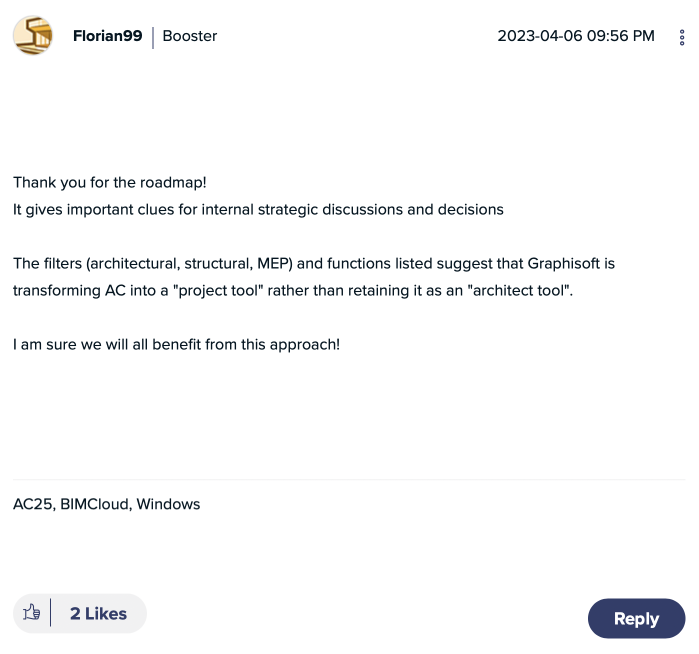 Florian99 | Booster 2023-04-06 09:56 PM
Thank you for the roadmap!
It gives important clues for internal strategic discussions and decisions
The filters (architectural, structural, MEP) and functions listed suggest that Graphisoft is
transforming AC into a "project tool" rather than retaining it as an "architect tool".
I am sure we will all benefit from this approach!
AC25, BIMCloud, Windows
2 Likes
Reply